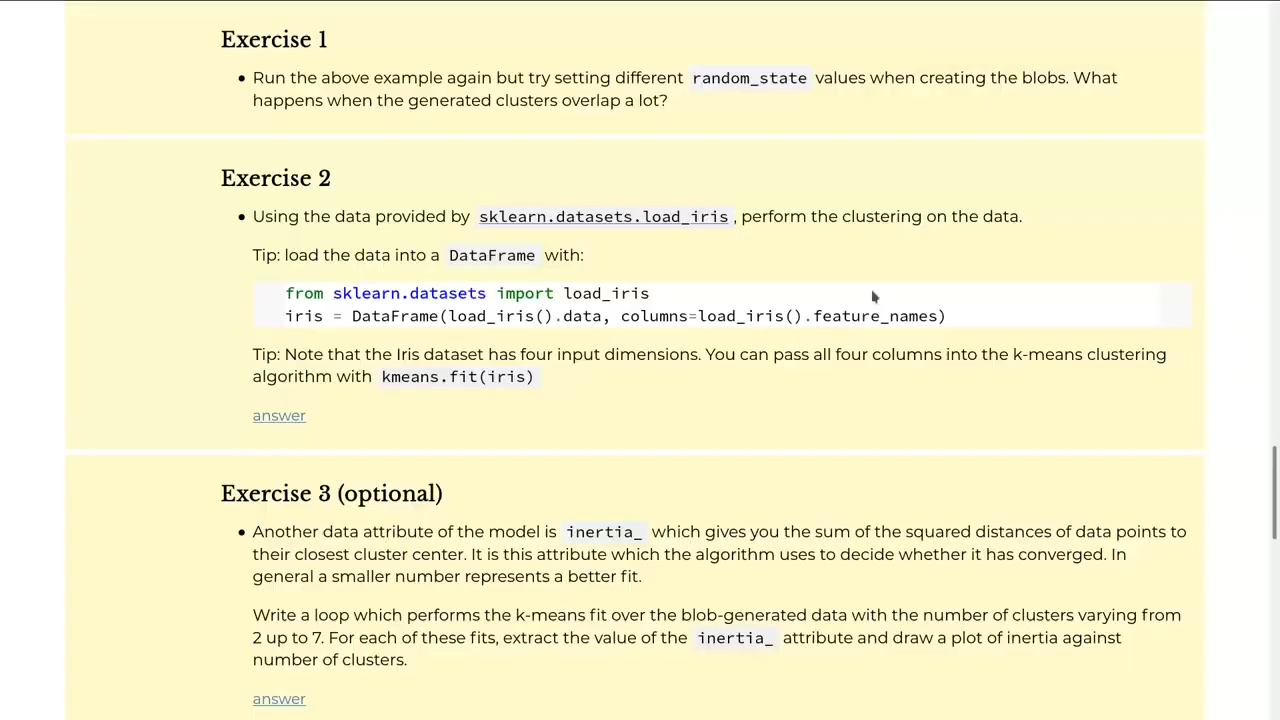 Exercise 1
• Run the above example again but try setting different random_state values when creating the blobs. What
happens when the generated clusters overlap a lot?
Exercise 2
• Using the data provided by sklearn.datasets.load_iris, perform the clustering on the data.
Tip: load the data into a DataFrame with:
from sklearn.datasets import load_iris
iris = DataFrame(load_iris().data, columns=load_iris().feature_names)
Tip: Note that the Iris dataset has four input dimensions. You can pass all four columns into the k-means clustering
algorithm with kmeans.fit(iris)
answer
Exercise 3 (optional)
• Another data attribute of the model is inertia_ which gives you the sum of the squared distances of data points to
their closest cluster center. It is this attribute which the algorithm uses to decide whether it has converged. In
general a smaller number represents a better fit.
Write a loop which performs the k-means fit over the blob-generated data with the number of clusters varying from
2 up to 7. For each of these fits, extract the value of the inertia_ attribute and draw a plot of inertia against
number of clusters.
answer